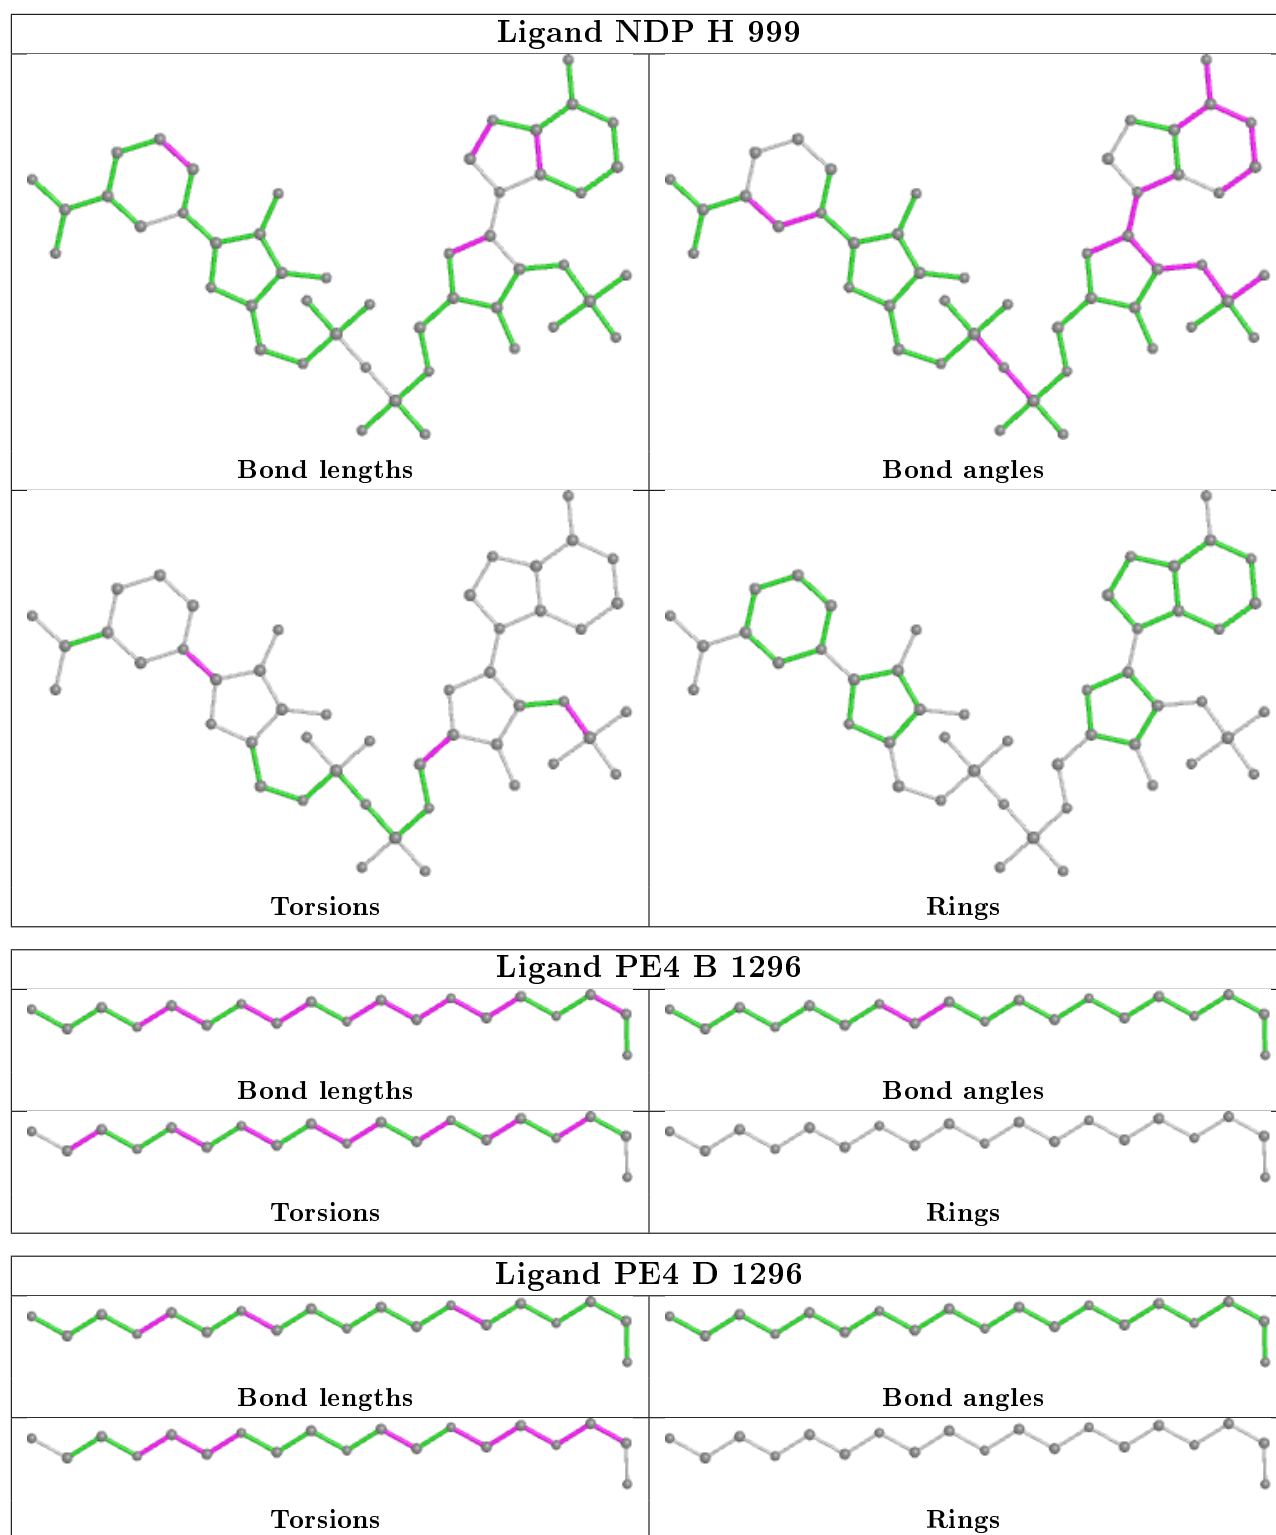 Ligand NDP H 999
Bond lengths
Bond angles
Torsions
Rings
Ligand PE4 B 1296
Bond lengths
Bond angles
Torsions
Rings
Ligand PE4 D 1296
Bond lengths
Bond angles
Torsions
Rings